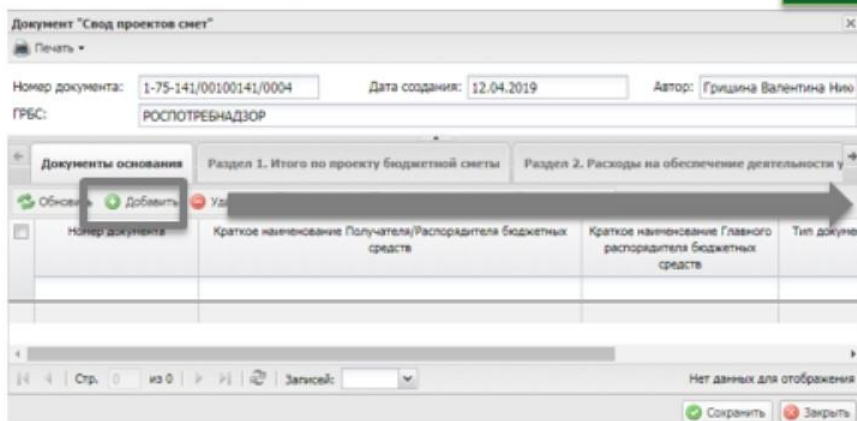 Документ "Свод проектов смет"
Печать
Номер документа: 1-75-141/00100141/0004 Дата создания: 12.04.2019 Автор: Гришина Валентина Нико
ГРБС: РОСПОТРЕБНАДЗОР
Документы основания Раздел 1. Итого по проекту бюджетной сметы Раздел 2. Расходы на обеспечение деятельности у
Добавить
Номер документа Краткое наименование Получателя/Распорядителя бюджетных Краткое наименование Главного Тип докуме
средств распорядителя бюджетных
средств
Стр. 0 из 0 Записей: Нет данных для отображения
Сохранить Закрыть